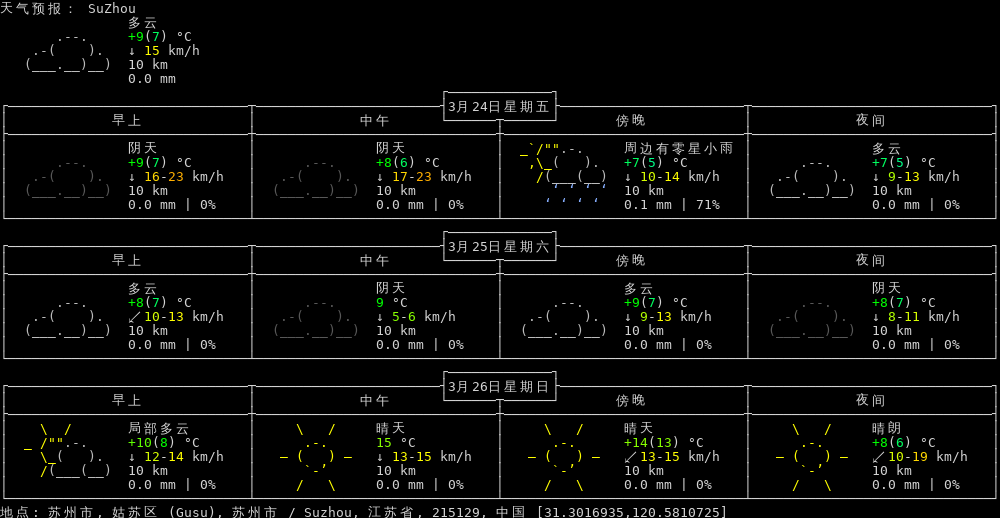 天气预报: SuZhou
多云
+9(7) °C
↓ 15 km/h
10 km
0.0 mm
3月24日星期五
早上 中午 傍晚 夜间
阴天 阴天 周边有零星小雨 多云
+9(7) °C +8(6) °C +7(5) °C +7(5) °C
↓ 16-23 km/h ↓ 17-23 km/h ↓ 10-14 km/h ↓ 9-13 km/h
10 km 10 km 10 km 10 km
0.0 mm | 0% 0.0 mm | 0% 0.1 mm | 71% 0.0 mm | 0%
3月25日星期六
早上 中午 傍晚 夜间
多云 阴天 多云 阴天
+8(7) °C 9 °C +9(7) °C +8(7) °C
↙ 10-13 km/h ↓ 5-6 km/h ↓ 9-13 km/h ↓ 8-11 km/h
10 km 10 km 10 km 10 km
0.0 mm | 0% 0.0 mm | 0% 0.0 mm | 0% 0.0 mm | 0%
3月26日星期日
早上 中午 傍晚 夜间
局部多云 晴天 晴天 晴朗
+10(8) °C 15 °C +14(13) °C +8(6) °C
↓ 12-14 km/h ↓ 13-15 km/h ↙ 13-15 km/h ↙ 10-19 km/h
10 km 10 km 10 km 10 km
0.0 mm | 0% 0.0 mm | 0% 0.0 mm | 0% 0.0 mm | 0%
地点: 苏州市, 姑苏区 (Gusu), 苏州市 / Suzhou, 江苏省, 215129, 中国 [31.3016935,120.5810725]